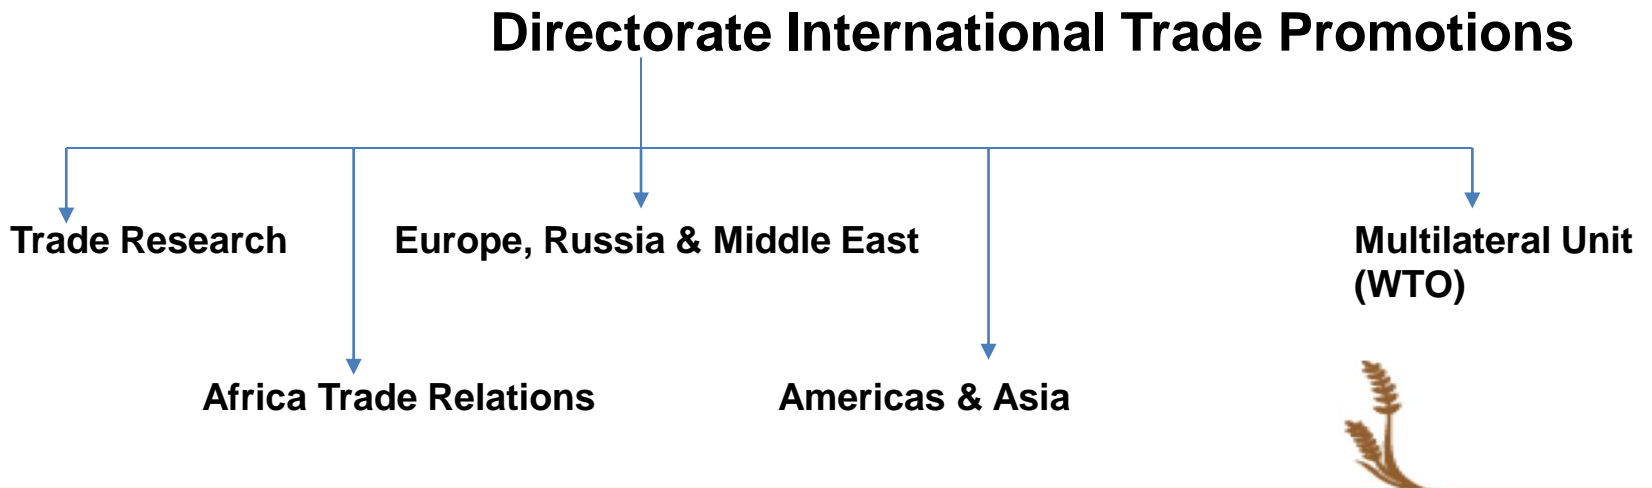 Directorate International Trade Promotions
Trade Research
Europe, Russia & Middle East
Multilateral Unit
(WTO)
Africa Trade Relations
Americas & Asia